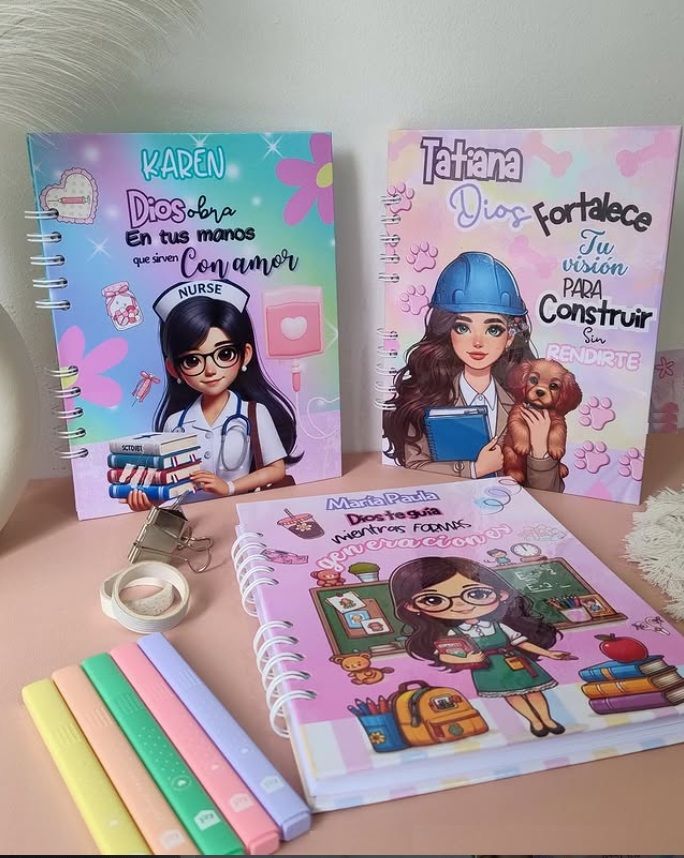 KAREN
Dios obra
En tus manos
que sirven Con amor
NURSE
Tatiana
Dios Fortalece
Tu
visión
PARA
Construir
Sin
RENDIRTE
María Paula
Dios te guía
mientras FORMAS
generaciones